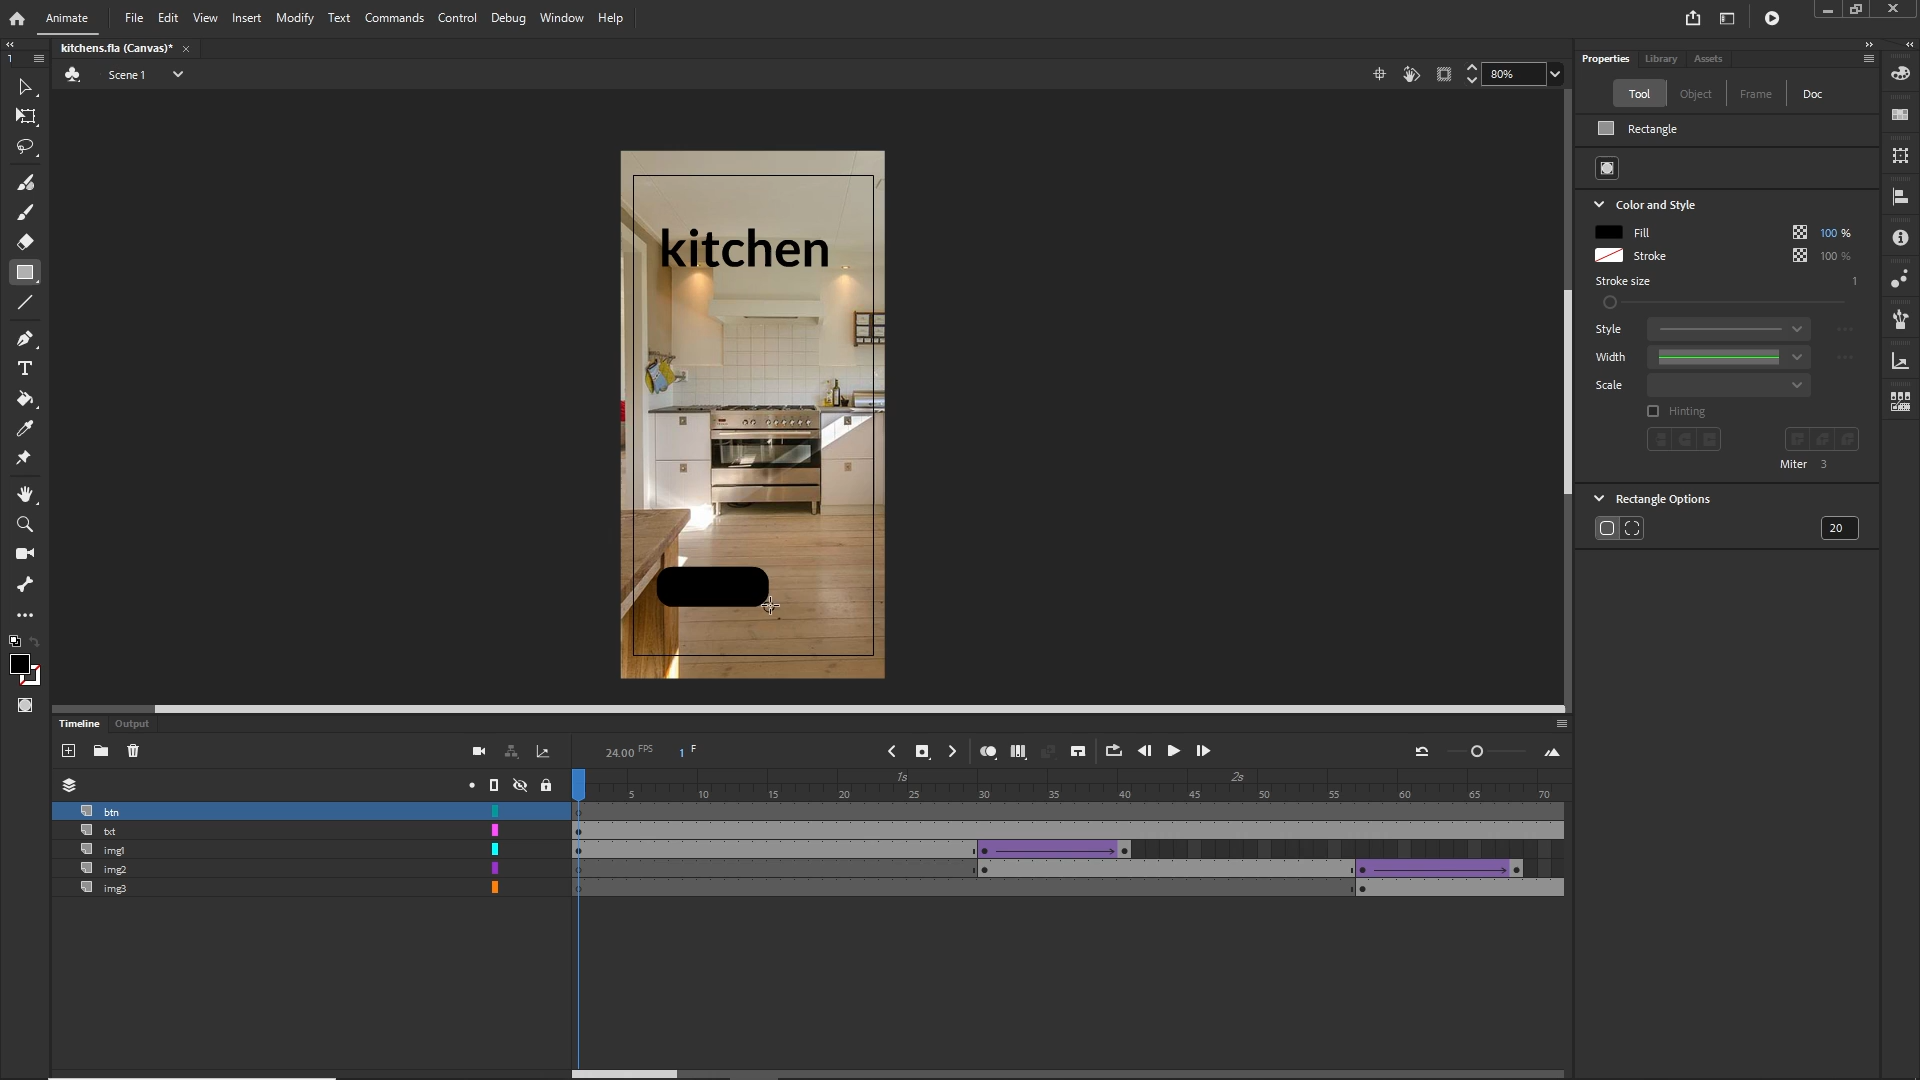 Animate File Edit View Insert Modify Text Commands Control Debug Window Help
kitchens.fla (Canvas)* ×
Scene 1 80%
Properties Library Assets
Tool Object Frame Doc
Rectangle
Color and Style
Fill 100 %
Stroke 100 %
Stroke size 1
Style
Width
Scale
Hinting
Miter 3
Rectangle Options
20
kitchen
Timeline Output
24.00 FPS 1 F
1s 2s
5 10 15 20 25 30 35 40 45 50 55 60 65 70
btn
txt
img1
img2
img3